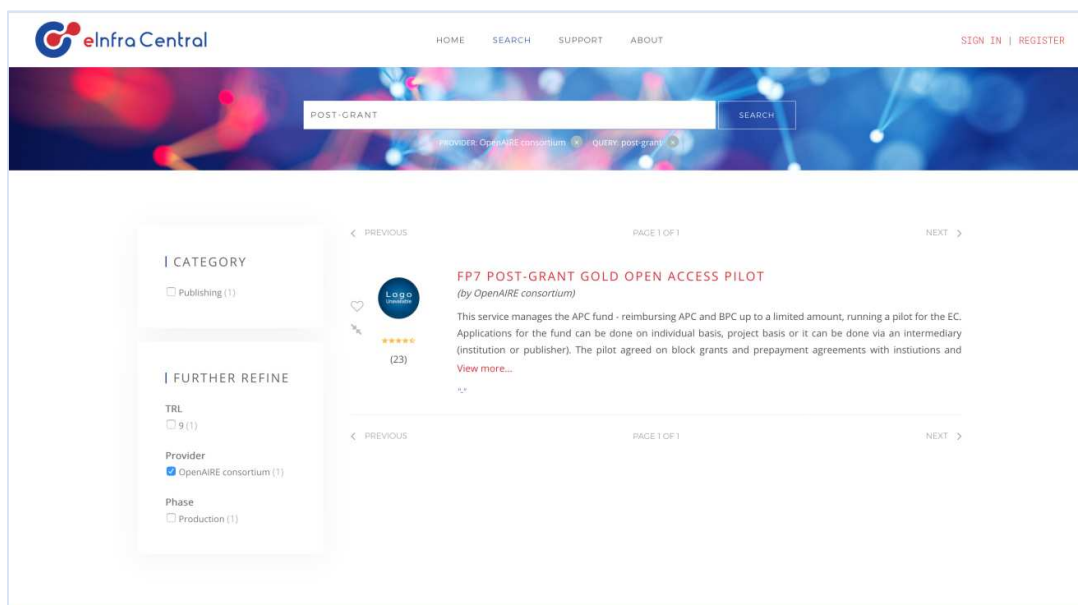 eInfraCentral
HOME SEARCH SUPPORT ABOUT
SIGN IN | REGISTER
POST-GRANT
SEARCH
PROVIDER: OpenAIRE consortium × QUERY: post-grant ×
CATEGORY
Publishing (1)
FURTHER REFINE
TRL
9 (1)
Provider
OpenAIRE consortium (1)
Phase
Production (1)
PREVIOUS PAGE 1 OF 1 NEXT
Logo
Unavailable
(23)
FP7 POST-GRANT GOLD OPEN ACCESS PILOT
(by OpenAIRE consortium)
This service manages the APC fund - reimbursing APC and BPC up to a limited amount, running a pilot for the EC.
Applications for the fund can be done on individual basis, project basis or it can be done via an intermediary
(institution or publisher). The pilot agreed on block grants and prepayment agreements with instiutions and
View more...
"-"
PREVIOUS PAGE 1 OF 1 NEXT